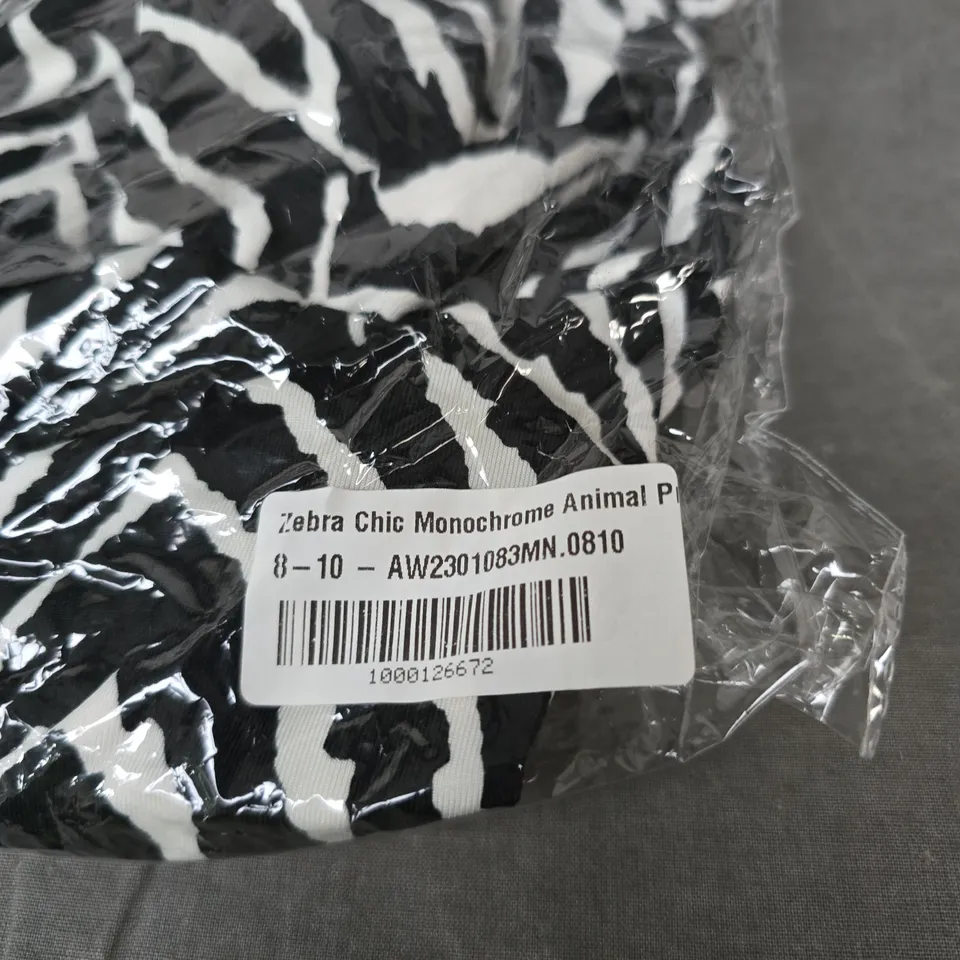 Zebra Chic Monochrome Animal P
8-10 - AW2301083MN.0810
1000126672